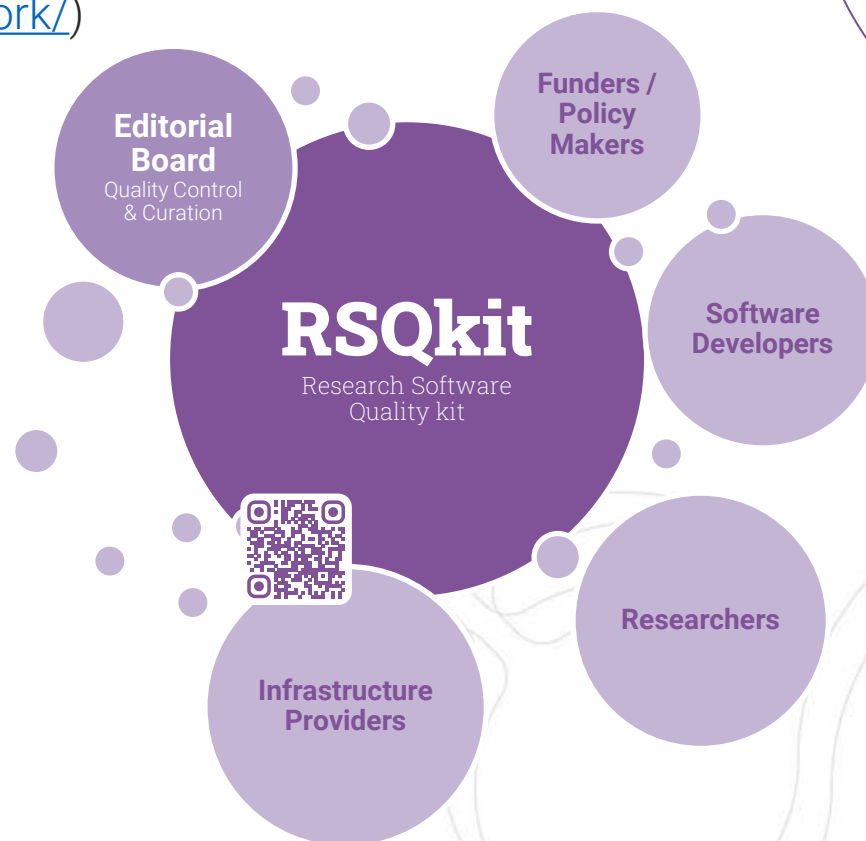 ork/)
Editorial
Board
Quality Control
& Curation
Funders /
Policy
Makers
RSQkit
Research Software
Quality kit
Software
Developers
Researchers
Infrastructure
Providers